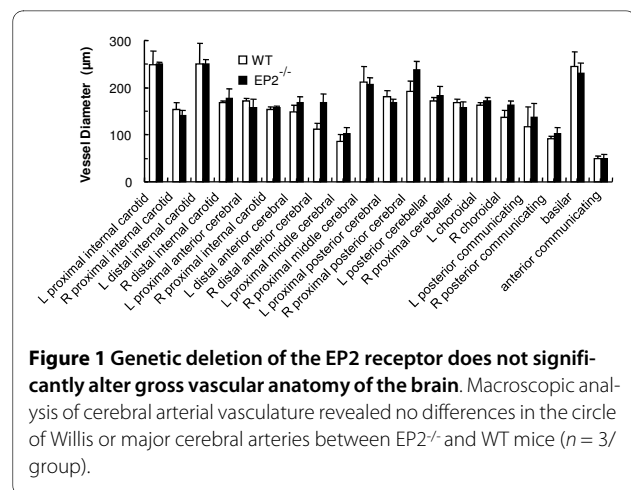 300
200
100
0
Vessel Diameter (µm)
WT
EP2-/-
L proximal internal carotid
R proximal internal carotid
L distal internal carotid
R distal internal carotid
L proximal anterior cerebral
R proximal internal carotid
L distal anterior cerebral
R distal anterior cerebral
L proximal middle cerebral
R proximal middle cerebral
L proximal posterior cerebral
R proximal posterior cerebral
L posterior cerebellar
R proximal cerebellar
L choroidal
R choroidal
L posterior communicating
R posterior communicating
basilar
anterior communicating
Figure 1 Genetic deletion of the EP2 receptor does not signifi-
cantly alter gross vascular anatomy of the brain. Macroscopic anal-
ysis of cerebral arterial vasculature revealed no differences in the circle
of Willis or major cerebral arteries between EP2-/- and WT mice (n = 3/
group).